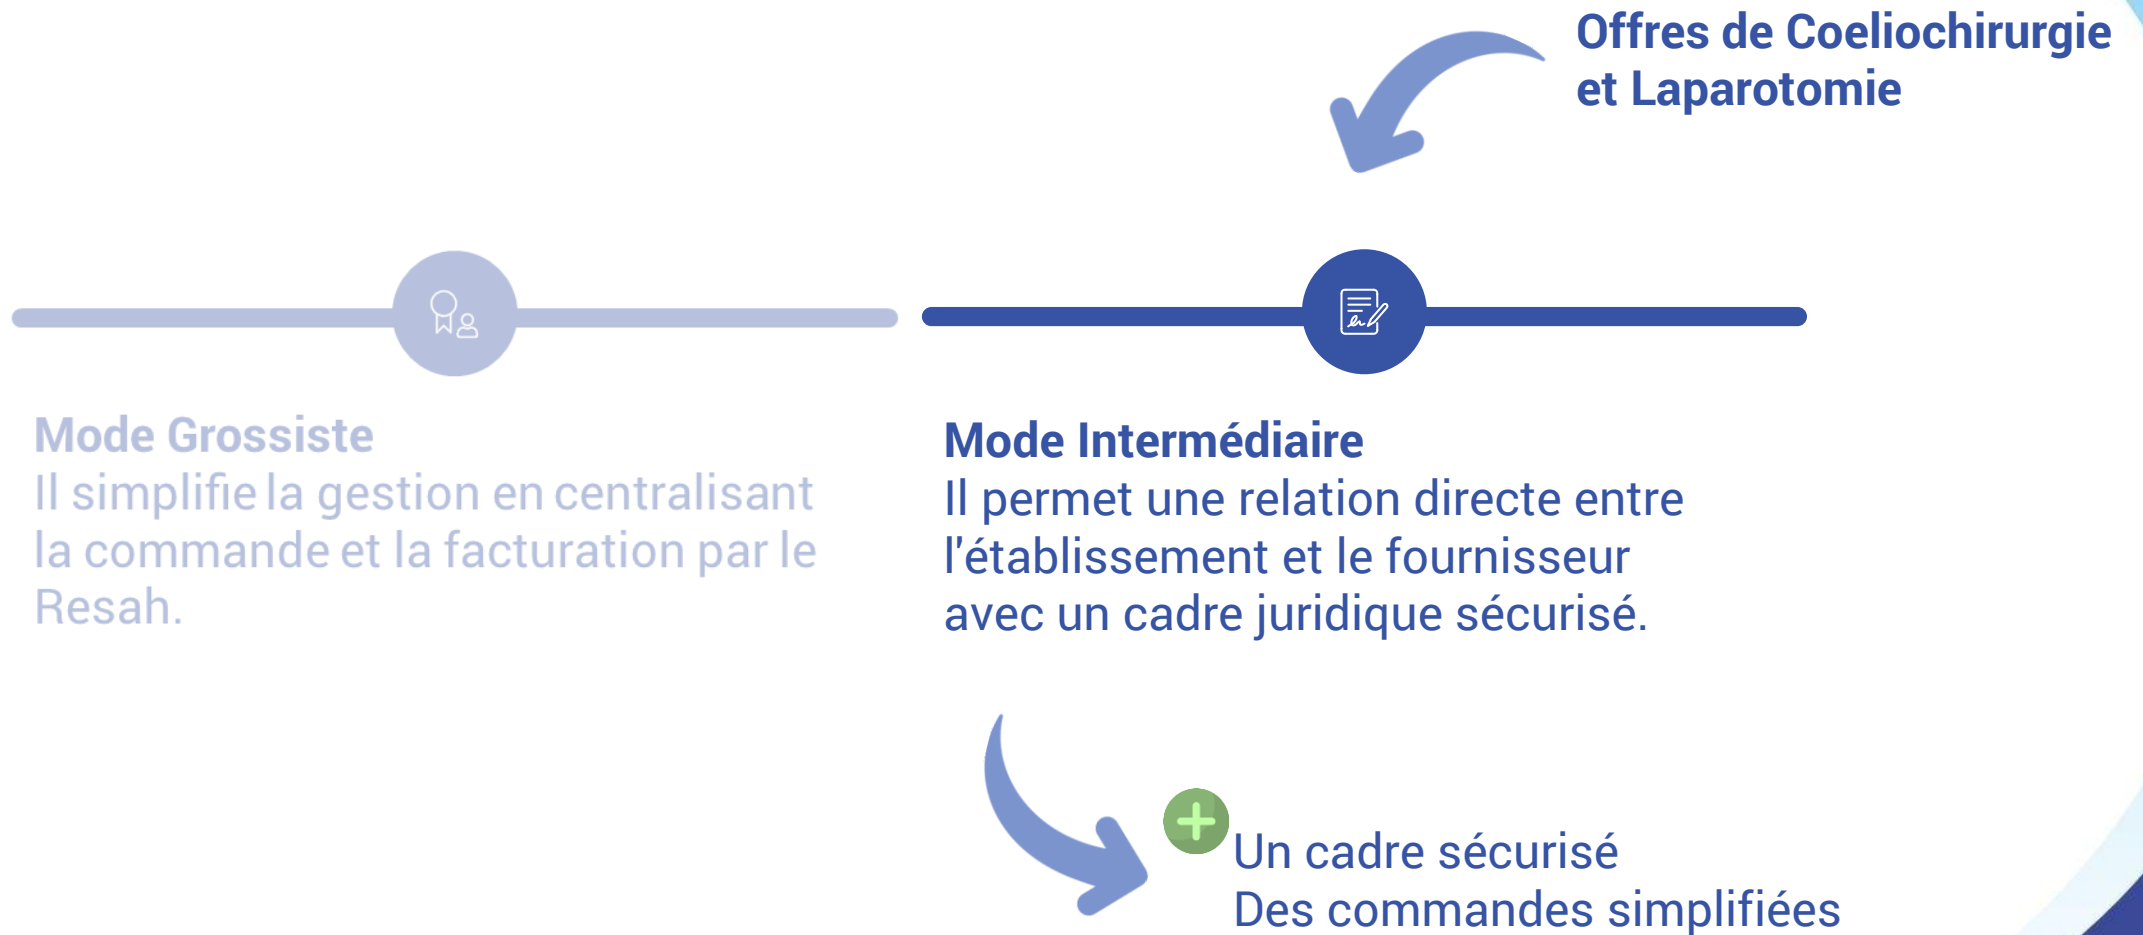 Offres de Coeliochirurgie
et Laparotomie
Mode Grossiste
Il simplifie la gestion en centralisant
la commande et la facturation par le
Resah.
Mode Intermédiaire
Il permet une relation directe entre
l'établissement et le fournisseur
avec un cadre juridique sécurisé.
Un cadre sécurisé
Des commandes simplifiées